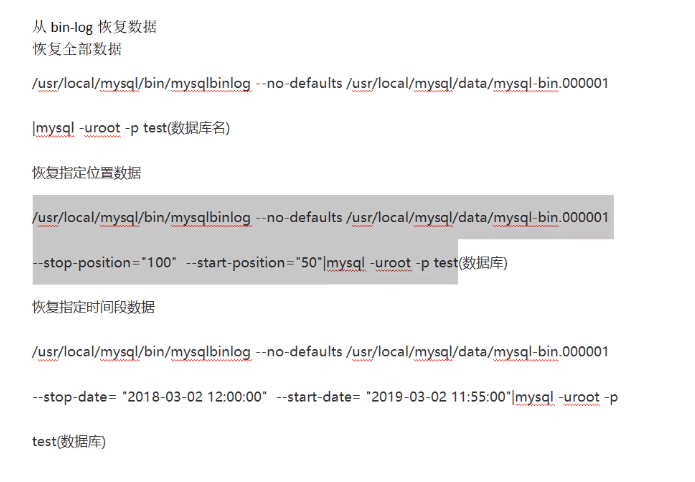 从 bin-log 恢复数据
恢复全部数据
/usr/local/mysql/bin/mysqlbinlog --no-defaults /usr/local/mysql/data/mysql-bin.000001
|mysql -uroot -p test(数据库名)
恢复指定位置数据
/usr/local/mysql/bin/mysqlbinlog --no-defaults /usr/local/mysql/data/mysql-bin.000001
--stop-position="100"  --start-position="50"|mysql -uroot -p test(数据库)
恢复指定时间段数据
/usr/local/mysql/bin/mysqlbinlog --no-defaults /usr/local/mysql/data/mysql-bin.000001
--stop-date= "2018-03-02 12:00:00"  --start-date= "2019-03-02 11:55:00"|mysql -uroot -p
test(数据库)